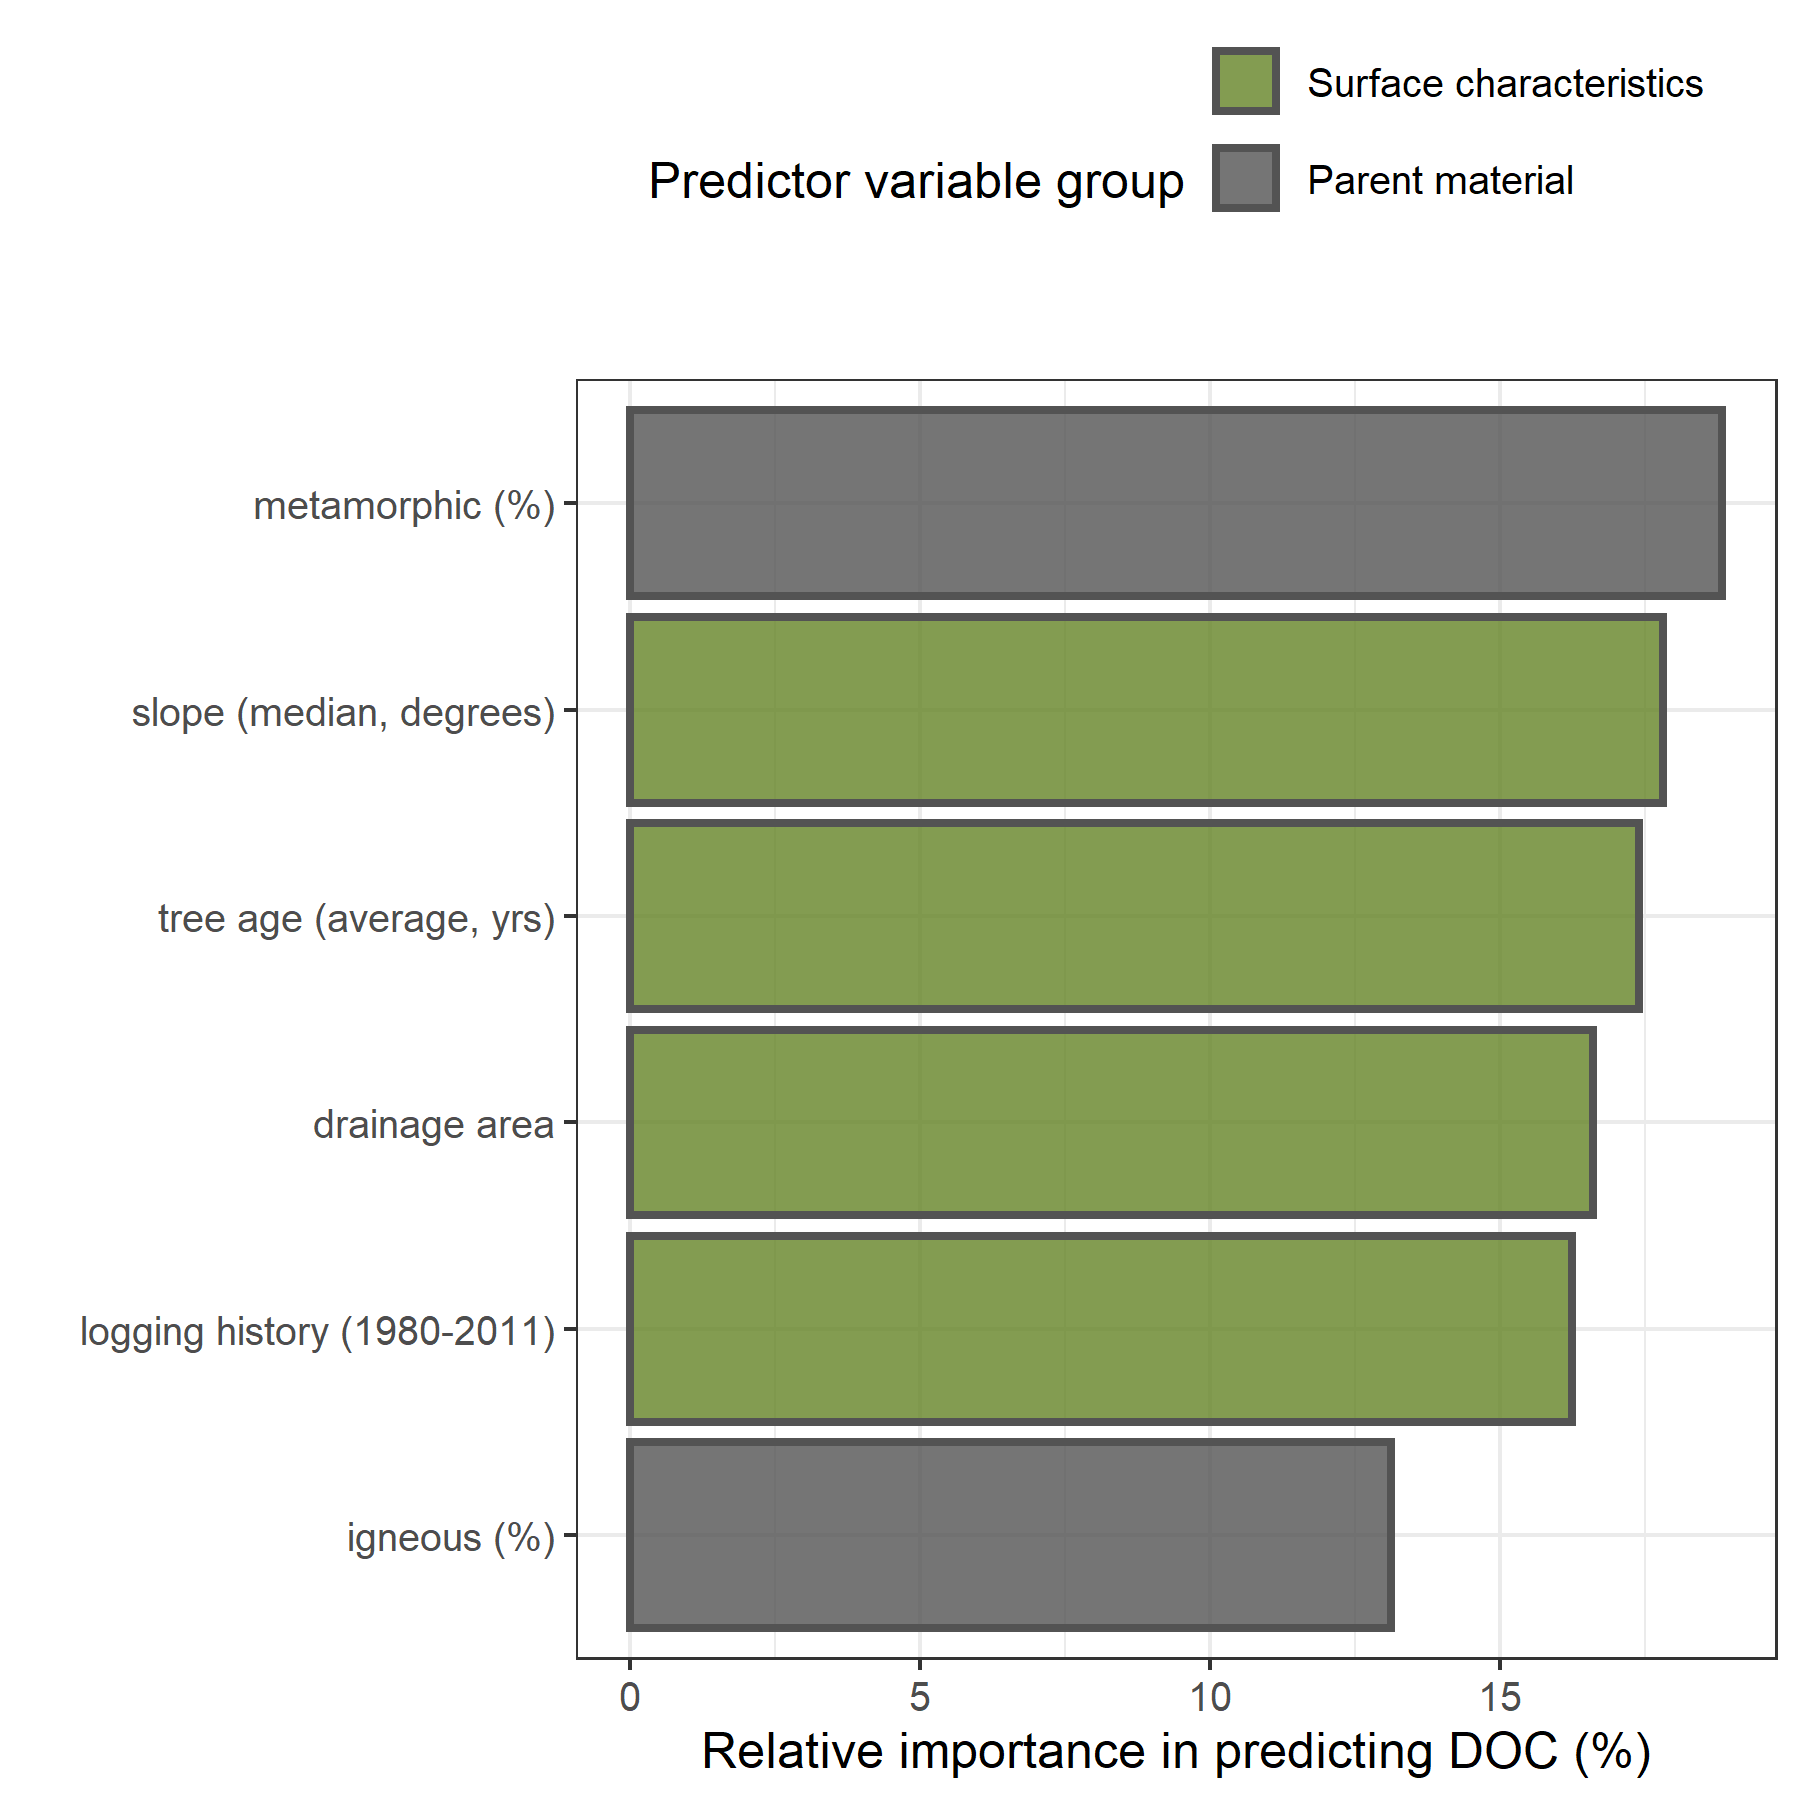 Surface characteristics
Predictor variable group
Parent material
metamorphic (%)
slope (median, degrees)
tree age (average, yrs)
drainage area
logging history (1980-2011)
igneous (%)
0 5 10 15
Relative importance in predicting DOC (%)